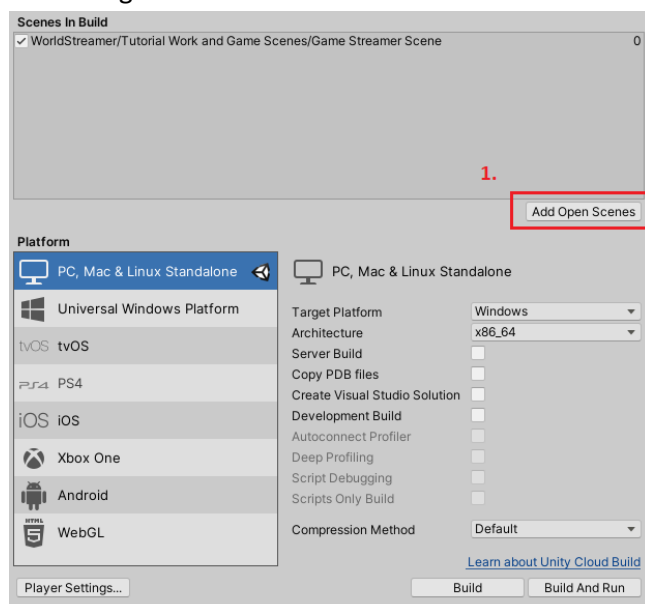 Scenes In Build
WorldStreamer/Tutorial Work and Game Scenes/Game Streamer Scene 0
1.
Add Open Scenes
Platform
PC, Mac & Linux Standalone
Universal Windows Platform
tvOS tvOS
PS4 PS4
iOS iOS
Xbox One
Android
HTML 5 WebGL
PC, Mac & Linux Standalone
Target Platform Windows
Architecture x86_64
Server Build
Copy PDB files
Create Visual Studio Solution
Development Build
Autoconnect Profiler
Deep Profiling
Script Debugging
Scripts Only Build
Compression Method Default
Learn about Unity Cloud Build
Player Settings... Build Build And Run